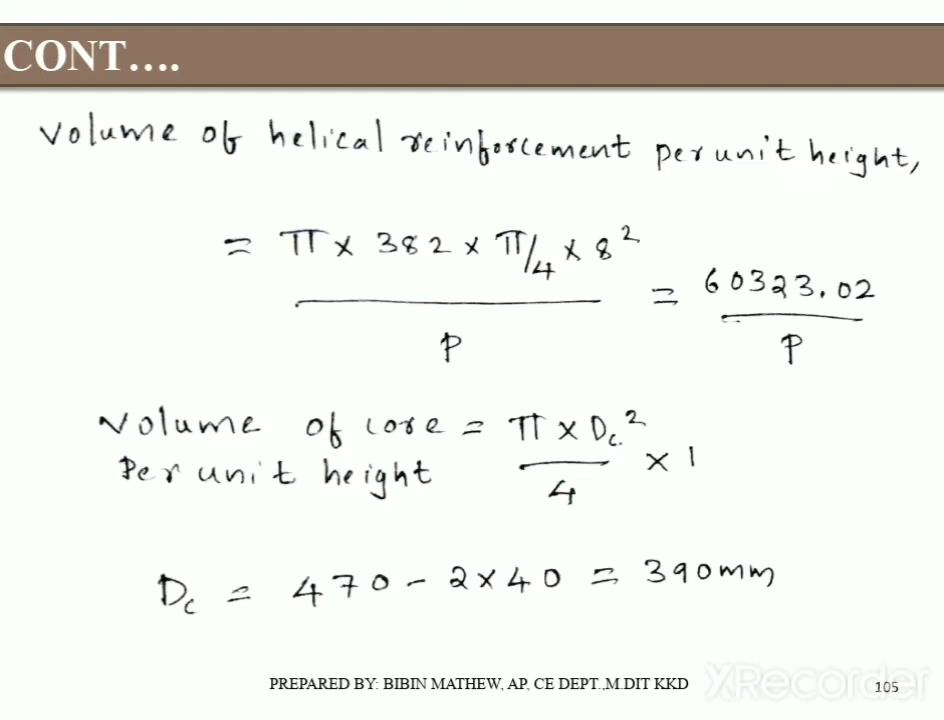 CONT....
Volume of helical reinforcement per unit height,
= π × 382 × π/4 × 8² / P = 60323.02 / P
Volume of core = π × Dc² / 4 × 1
Per unit height
Dc = 470 - 2 × 40 = 390mm
PREPARED BY: BIBIN MATHEW, AP, CE DEPT.,M.DIT KKD
XRecorder
105